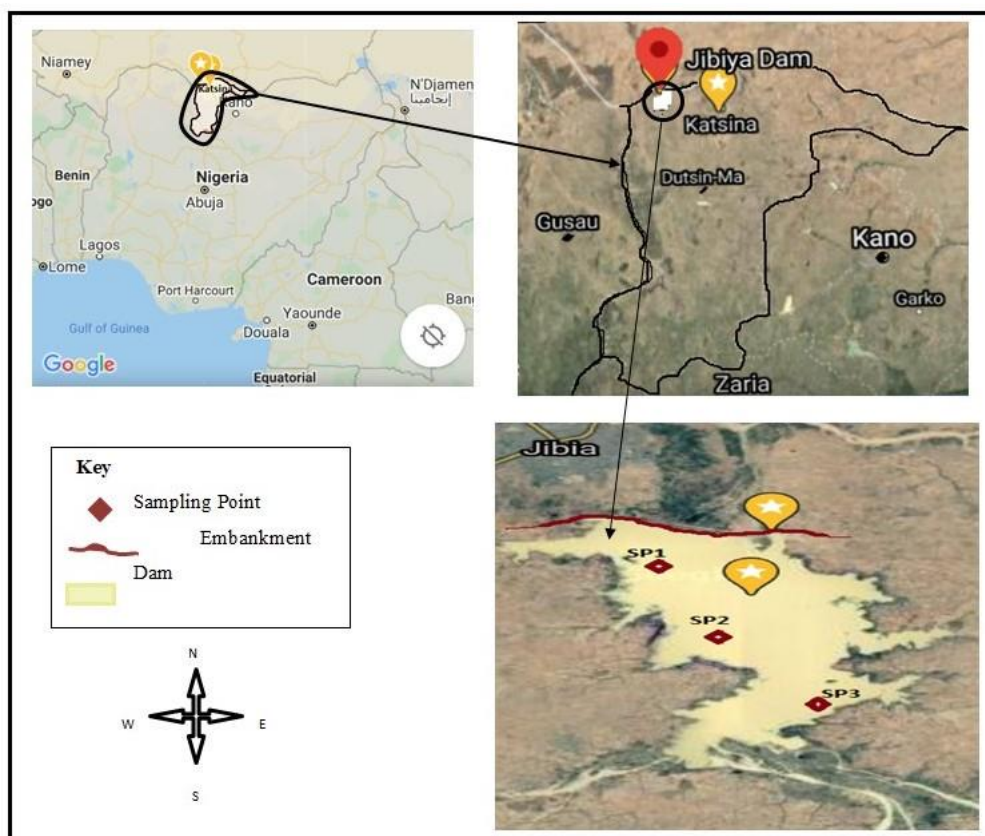 Niamey
Katsina
ano
N'Djamen
إنجامينا
Benin
Nigeria
Abuja
ogo
Lagos
Lome
Cameroon
Port Harcourt
Ban
Yaounde
Gulf of Guinea
Douala
Google
Equatorial
Jibiya Dam
Katsina
Dutsin-Ma
Gusau
Kano
Garko
Zaria
Key
Sampling Point
Embankment
Dam
N
W E
S
Jibia
SP1
SP2
SP3